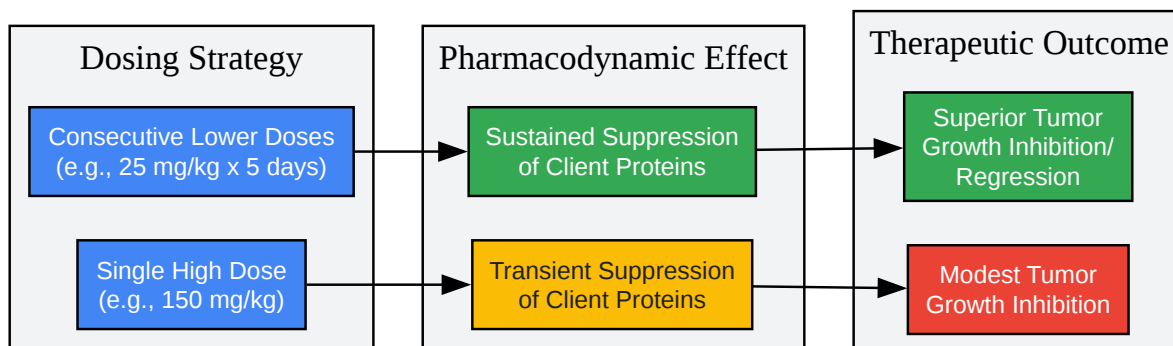 Dosing Strategy
Consecutive Lower Doses
(e.g., 25 mg/kg x 5 days)
Single High Dose
(e.g., 150 mg/kg)
Pharmacodynamic Effect
Sustained Suppression
of Client Proteins
Transient Suppression
of Client Proteins
Therapeutic Outcome
Superior Tumor
Growth Inhibition/
Regression
Modest Tumor
Growth Inhibition